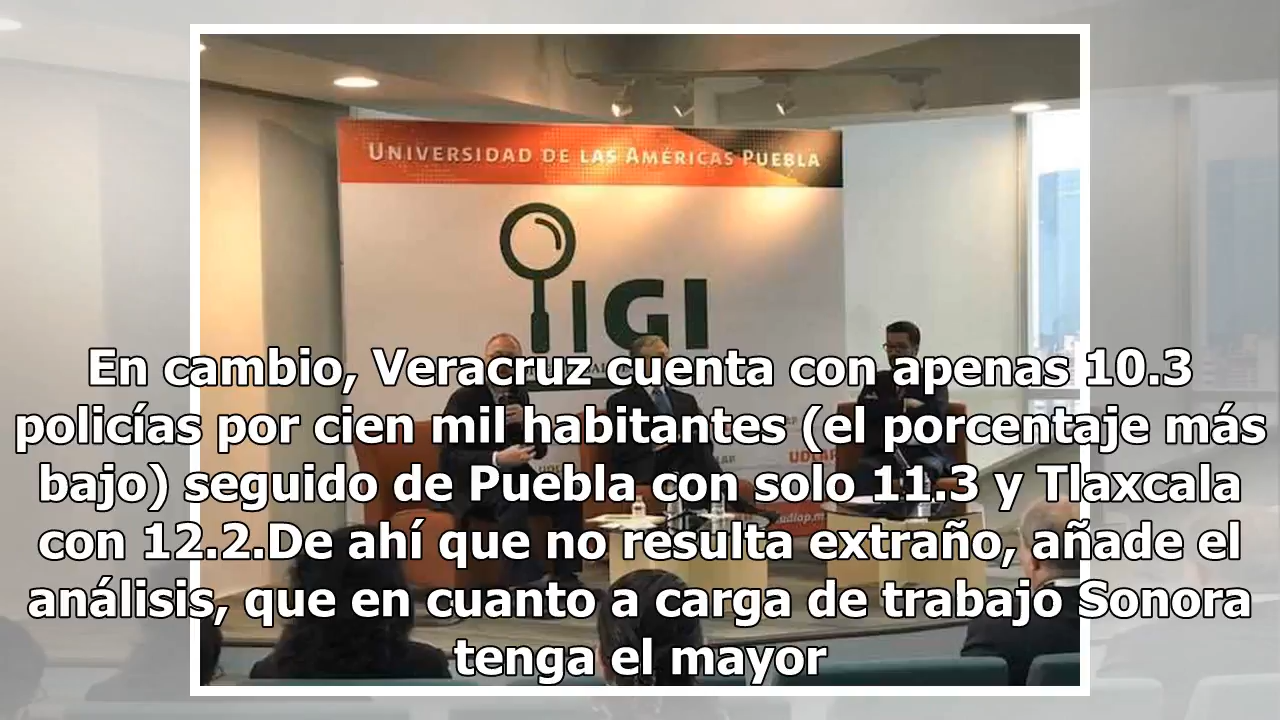 UNIVERSIDAD DE LAS AMÉRICAS PUEBLA
IGI
En cambio, Veracruz cuenta con apenas 10.3
policías por cien mil habitantes (el porcentaje más
bajo) seguido de Puebla con solo 11.3 y Tlaxcala
con 12.2.De ahí que no resulta extraño, añade el
análisis, que en cuanto a carga de trabajo Sonora
tenga el mayor
UDLAP